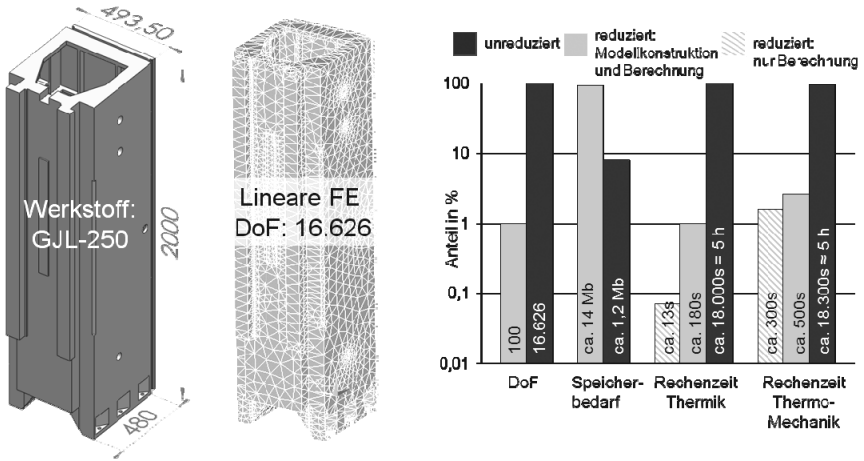 493,50
Werkstoff:
GJL-250
2000
480
Lineare FE
DoF: 16.626
unreduziert
reduziert:
Modellkonstruktion
und Berechnung
reduziert:
nur Berechnung
Anteil in %
100
10
1
0,1
0,01
100
16.626
ca. 14 Mb
ca. 1,2 Mb
ca. 13s
ca. 180s
ca. 18.000s = 5 h
ca. 300s
ca. 500s
ca. 18.300s ≈ 5 h
DoF
Speicher-
bedarf
Rechenzeit
Thermik
Rechenzeit
Thermo-
Mechanik